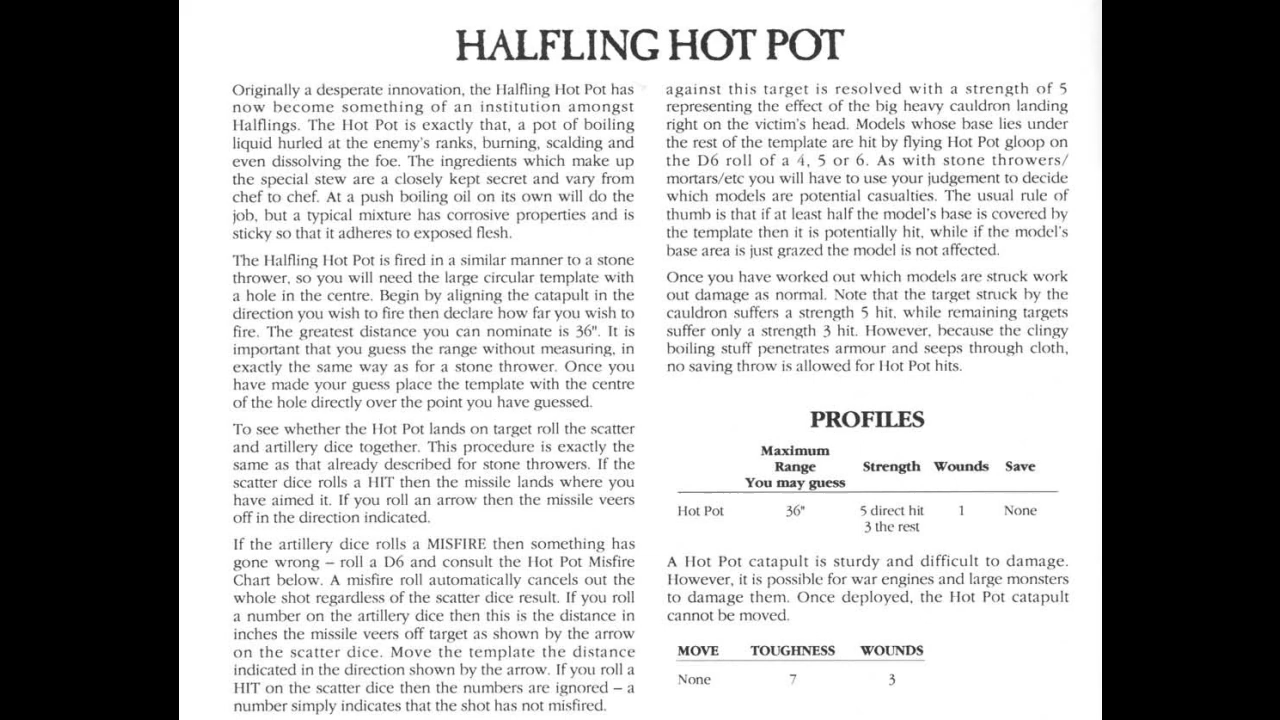 HALFLING HOT POT
Originally a desperate innovation, the Halfling Hot Pot has
now become something of an institution amongst
Halflings. The Hot Pot is exactly that, a pot of boiling
liquid hurled at the enemy's ranks, burning, scalding and
even dissolving the foe. The ingredients which make up
the special stew are a closely kept secret and vary from
chef to chef. At a push boiling oil on its own will do the
job, but a typical mixture has corrosive properties and is
sticky so that it adheres to exposed flesh.
The Halfling Hot Pot is fired in a similar manner to a stone
thrower, so you will need the large circular template with
a hole in the centre. Begin by aligning the catapult in the
direction you wish to fire then declare how far you wish to
fire. The greatest distance you can nominate is 36". It is
important that you guess the range without measuring, in
exactly the same way as for a stone thrower. Once you
have made your guess place the template with the centre
of the hole directly over the point you have guessed.
To see whether the Hot Pot lands on target roll the scatter
and artillery dice together. This procedure is exactly the
same as that already described for stone throwers. If the
scatter dice rolls a HIT then the missile lands where you
have aimed it. If you roll an arrow then the missile veers
off in the direction indicated.
If the artillery dice rolls a MISFIRE then something has
gone wrong – roll a D6 and consult the Hot Pot Misfire
Chart below. A misfire roll automatically cancels out the
whole shot regardless of the scatter dice result. If you roll
a number on the artillery dice then this is the distance in
inches the missile veers off target as shown by the arrow
on the scatter dice. Move the template the distance
indicated in the direction shown by the arrow. If you roll a
HIT on the scatter dice then the numbers are ignored – a
number simply indicates that the shot has not misfired.
against this target is resolved with a strength of 5
representing the effect of the big heavy cauldron landing
right on the victim's head. Models whose base lies under
the rest of the template are hit by flying Hot Pot gloop on
the D6 roll of a 4, 5 or 6. As with stone throwers/
mortars/etc you will have to use your judgement to decide
which models are potential casualties. The usual rule of
thumb is that if at least half the model's base is covered by
the template then it is potentially hit, while if the model's
base area is just grazed the model is not affected.
Once you have worked out which models are struck work
out damage as normal. Note that the target struck by the
cauldron suffers a strength 5 hit, while remaining targets
suffer only a strength 3 hit. However, because the clingy
boiling stuff penetrates armour and seeps through cloth,
no saving throw is allowed for Hot Pot hits.
PROFILES
Maximum
Range Strength Wounds Save
You may guess
Hot Pot 36" 5 direct hit 1 None
3 the rest
A Hot Pot catapult is sturdy and difficult to damage.
However, it is possible for war engines and large monsters
to damage them. Once deployed, the Hot Pot catapult
cannot be moved.
MOVE TOUGHNESS WOUNDS
None 7 3